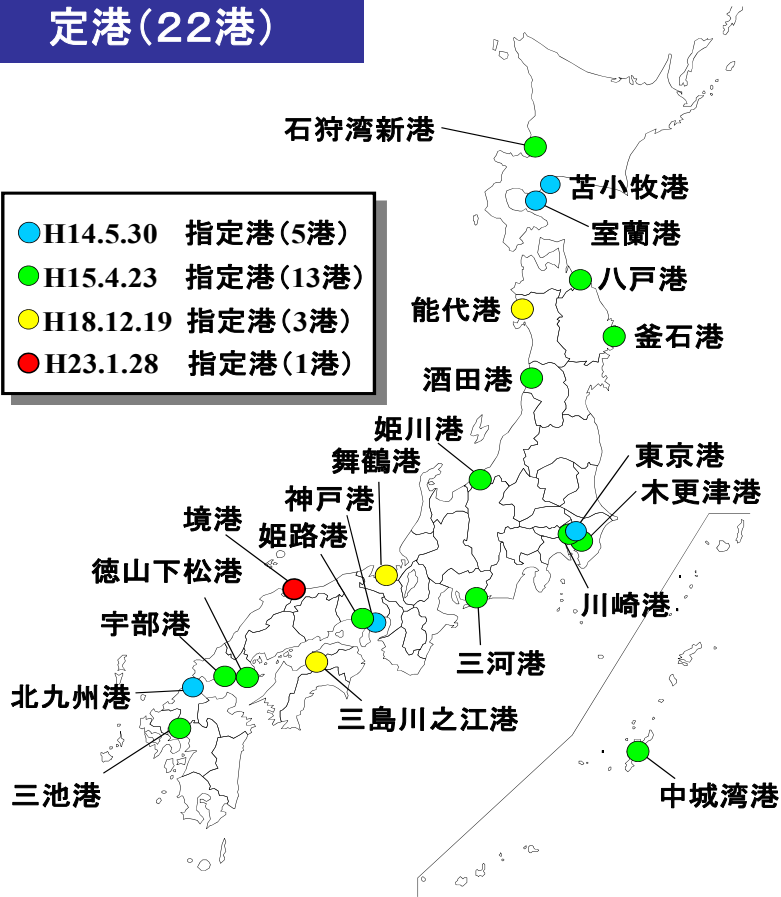 定港（２２港）
石狩湾新港
苫小牧港
室蘭港
H14.5.30 指定港（5港）
H15.4.23 指定港（13港）
H18.12.19 指定港（3港）
H23.1.28 指定港（1港）
八戸港
能代港
釜石港
酒田港
姫川港
舞鶴港
東京港
神戸港
木更津港
境港
姫路港
徳山下松港
川崎港
宇部港
三河港
北九州港
三島川之江港
三池港
中城湾港